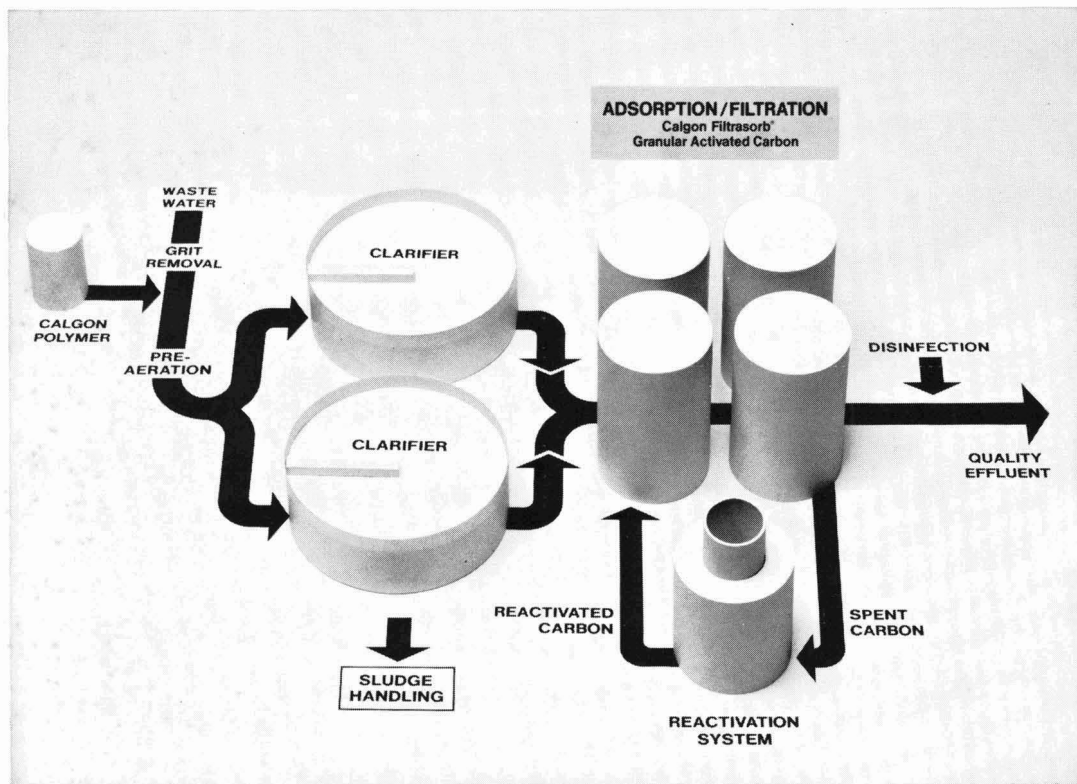 ADSORPTION/FILTRATION
Calgon Filtrasorb®
Granular Activated Carbon
WASTE
WATER
GRIT
REMOVAL
CALGON
POLYMER
PRE-
AERATION
CLARIFIER
CLARIFIER
DISINFECTION
QUALITY
EFFLUENT
REACTIVATED
CARBON
SPENT
CARBON
SLUDGE
HANDLING
REACTIVATION
SYSTEM